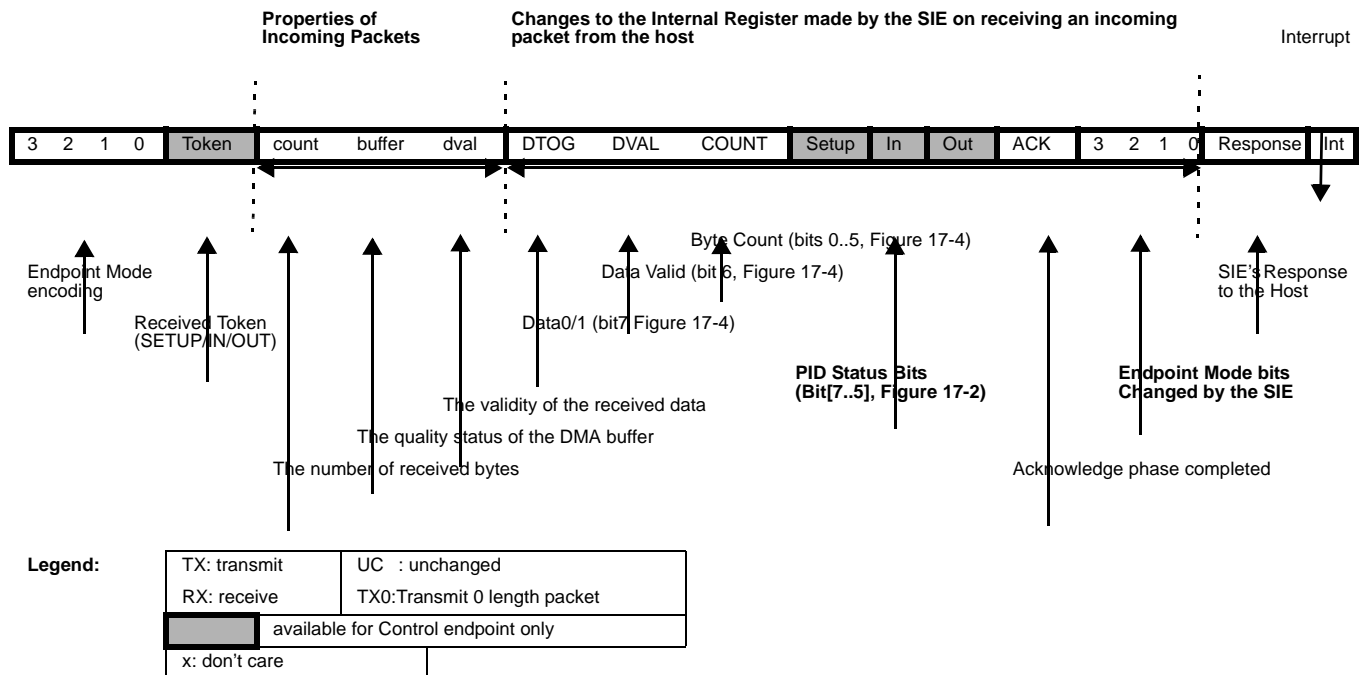 Properties of
Incoming Packets
Changes to the Internal Register made by the SIE on receiving an incoming
packet from the host
Interrupt
3 2 1 0 Token count buffer dval DTOG DVAL COUNT Setup In Out ACK 3 2 1 0 Response Int
Byte Count (bits 0..5, Figure 17-4)
Endpoint Mode
encoding
Data Valid (bit 6, Figure 17-4)
SIE's Response
to the Host
Received Token
(SETUP/IN/OUT)
Data0/1 (bit7 Figure 17-4)
PID Status Bits
(Bit[7..5], Figure 17-2)
Endpoint Mode bits
Changed by the SIE
The validity of the received data
The quality status of the DMA buffer
The number of received bytes
Acknowledge phase completed
Legend:
TX: transmit
UC : unchanged
RX: receive
TX0:Transmit 0 length packet
available for Control endpoint only
x: don't care